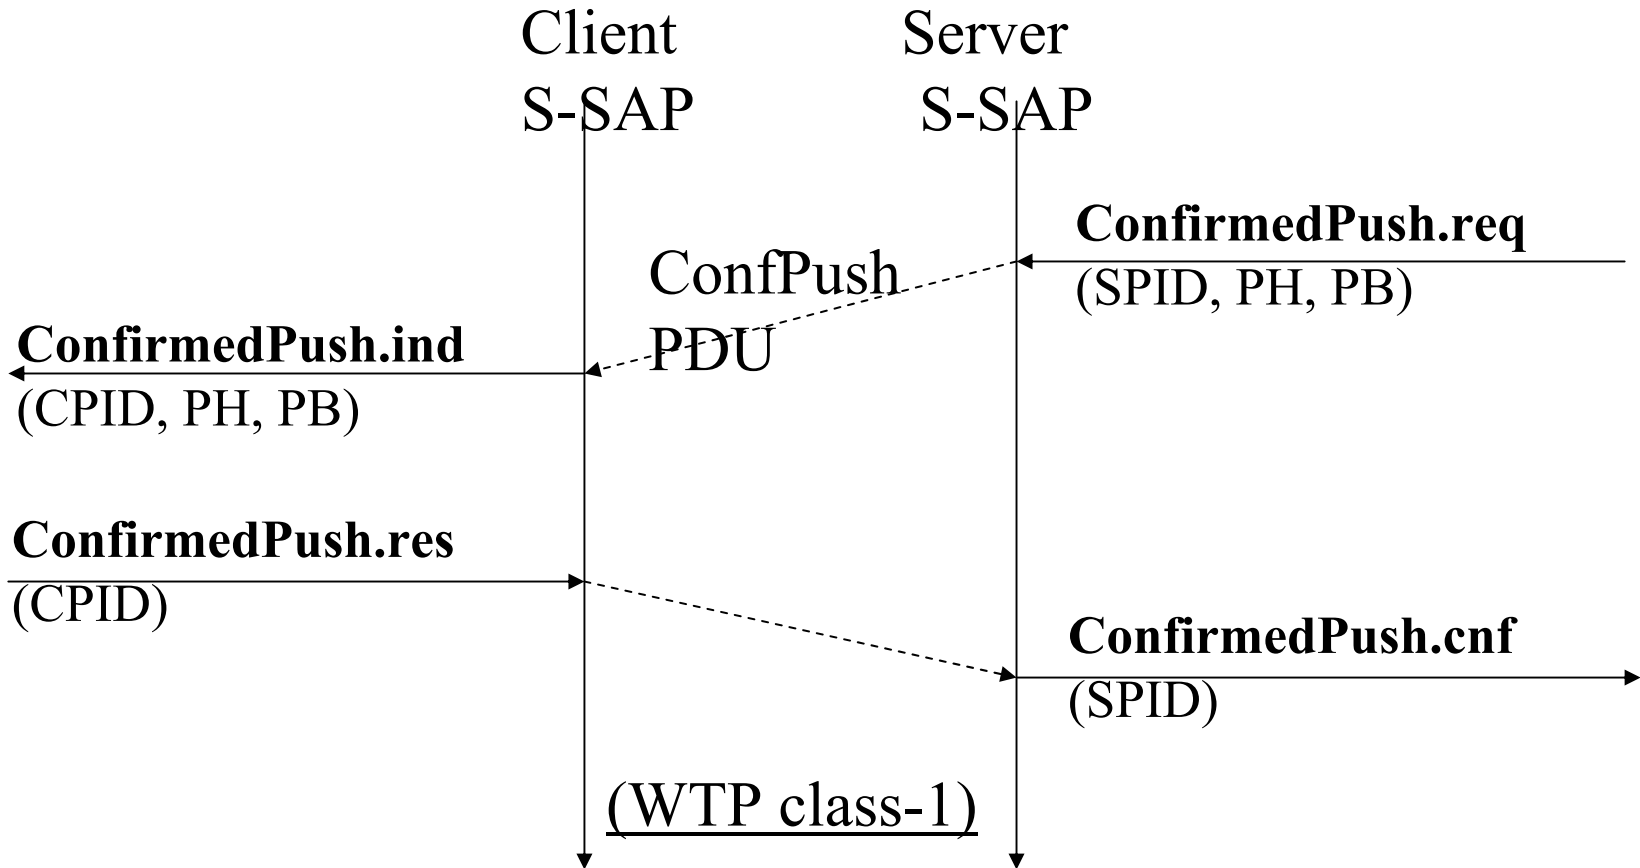 Client
Server
S-SAP
S-SAP
ConfirmedPush.req
ConfPush
(SPID, PH, PB)
PDU
ConfirmedPush.ind
(CPID, PH, PB)
ConfirmedPush.res
(CPID)
ConfirmedPush.cnf
(SPID)
(WTP class-1)